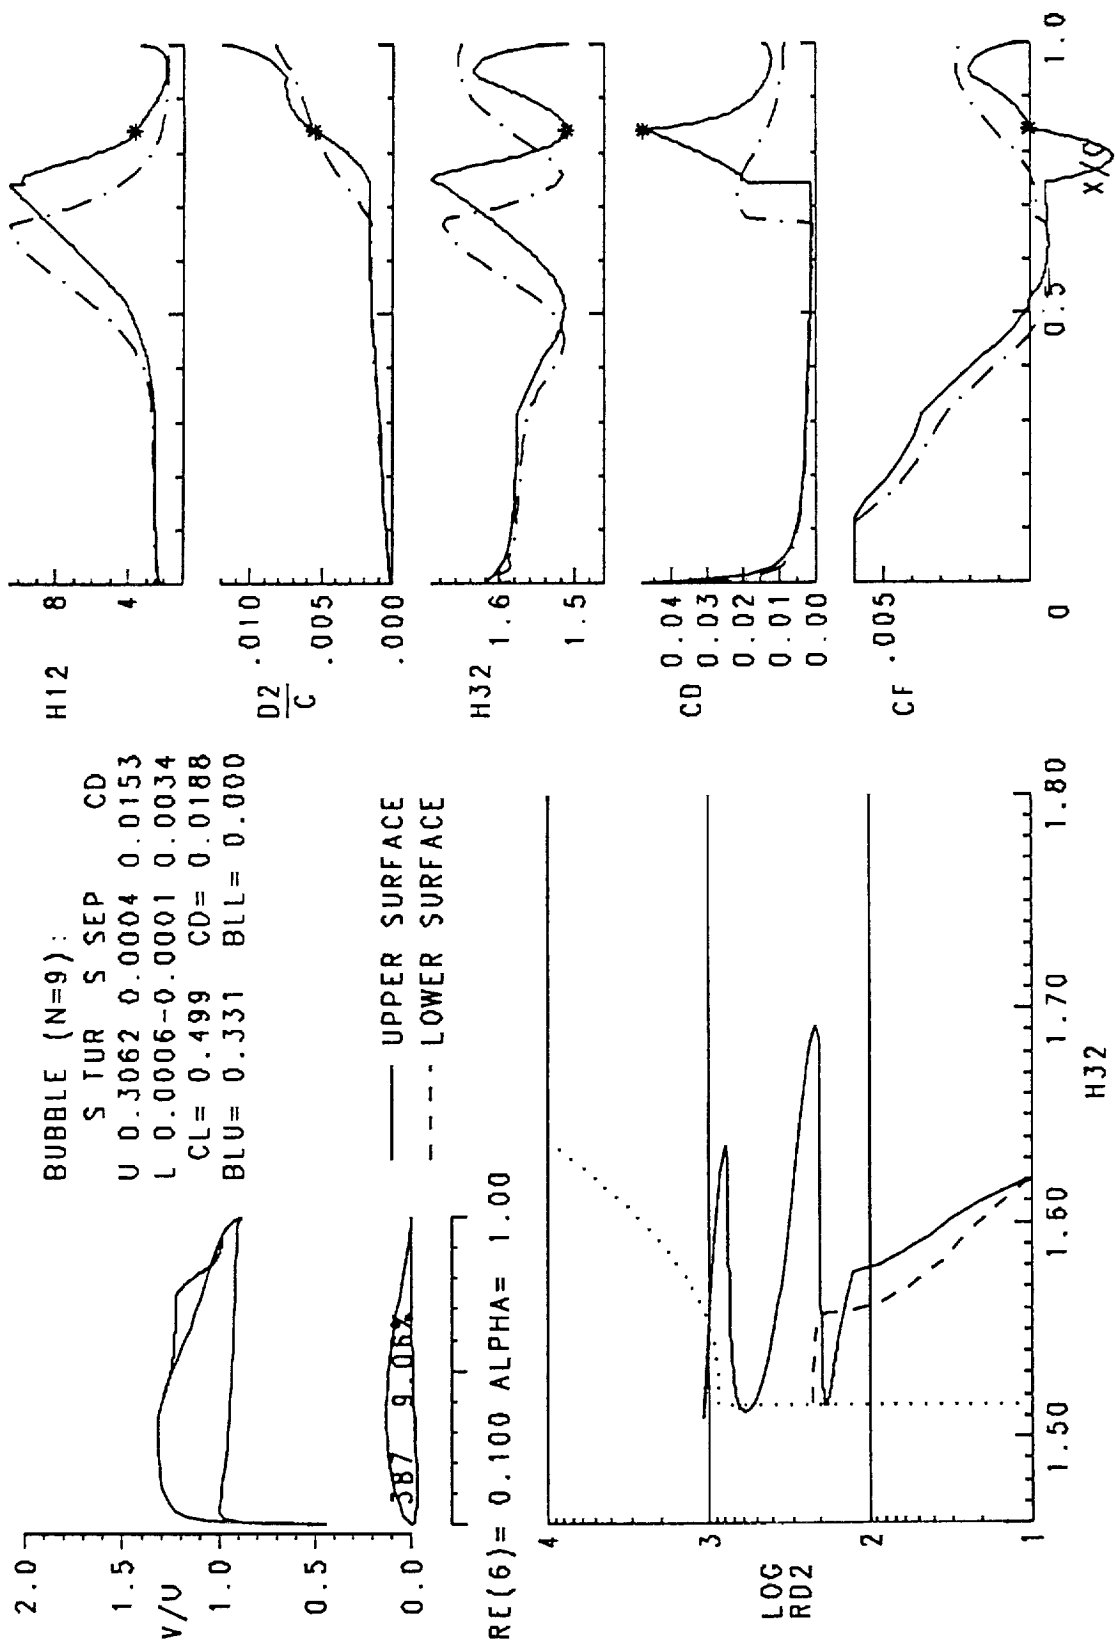 2.0
1.5
V/U
1.0
0.5
0.0
BUBBLE (N=9):
S TUR S SEP CD
U 0.3062 0.0004 0.0153
L 0.0006-0.0001 0.0034
CL= 0.499 CD= 0.0188
BLU= 0.331 BLL= 0.000
387 9.06%
UPPER SURFACE
LOWER SURFACE
RE(6)= 0.100 ALPHA= 1.00
4
3
LOG
RD2
2
1
1.50
1.60
1.70
1.80
H32
H12
8
4
D2
C
.010
.005
.000
H32
1.6
1.5
CD
0.04
0.03
0.02
0.01
0.00
CF
.005
0
0.5
X/C
1.0